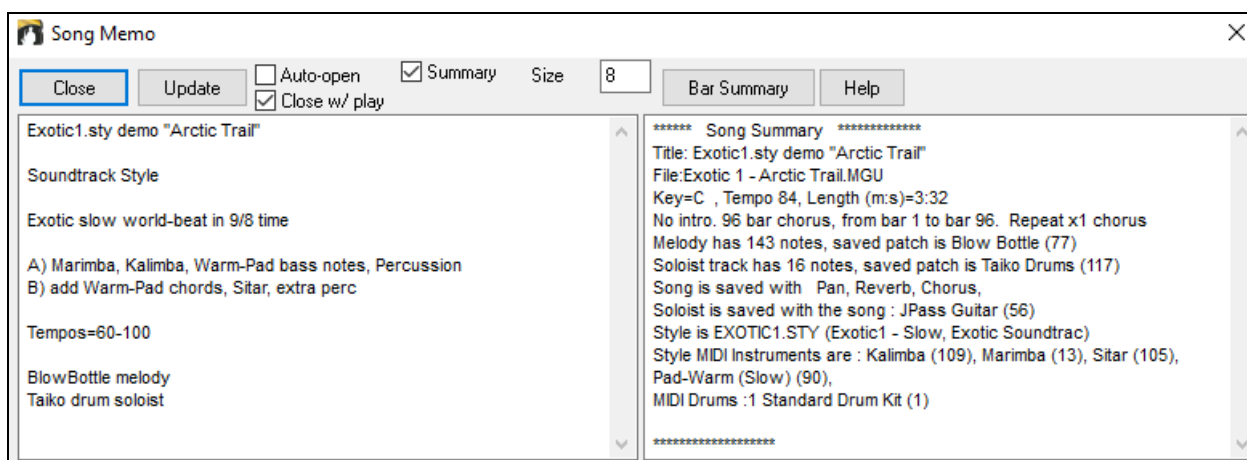 Song Memo
Close
Update
Auto-open
Close w/ play
Summary
Size
8
Bar Summary
Help
Exotic1.sty demo "Arctic Trail"
Soundtrack Style
Exotic slow world-beat in 9/8 time
A) Marimba, Kalimba, Warm-Pad bass notes, Percussion
B) add Warm-Pad chords, Sitar, extra perc
Tempos=60-100
BlowBottle melody
Taiko drum soloist
****** Song Summary *************
Title: Exotic1.sty demo "Arctic Trail"
File:Exotic 1 - Arctic Trail.MGU
Key=C , Tempo 84, Length (m:s)=3:32
No intro. 96 bar chorus, from bar 1 to bar 96. Repeat x1 chorus
Melody has 143 notes, saved patch is Blow Bottle (77)
Soloist track has 16 notes, saved patch is Taiko Drums (117)
Song is saved with Pan, Reverb, Chorus,
Soloist is saved with the song : JPass Guitar (56)
Style is EXOTIC1.STY (Exotic1 - Slow, Exotic Soundtrac)
Style MIDI Instruments are : Kalimba (109), Marimba (13), Sitar (105),
Pad-Warm (Slow) (90),
MIDI Drums :1 Standard Drum Kit (1)
*******************